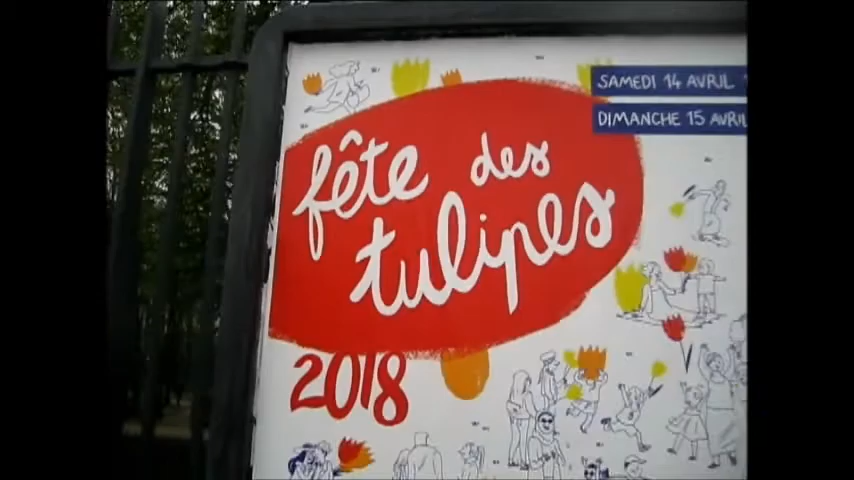 SAMEDI 14 AVRIL
DIMANCHE 15 AVRIL
fête des
tulipes
2018